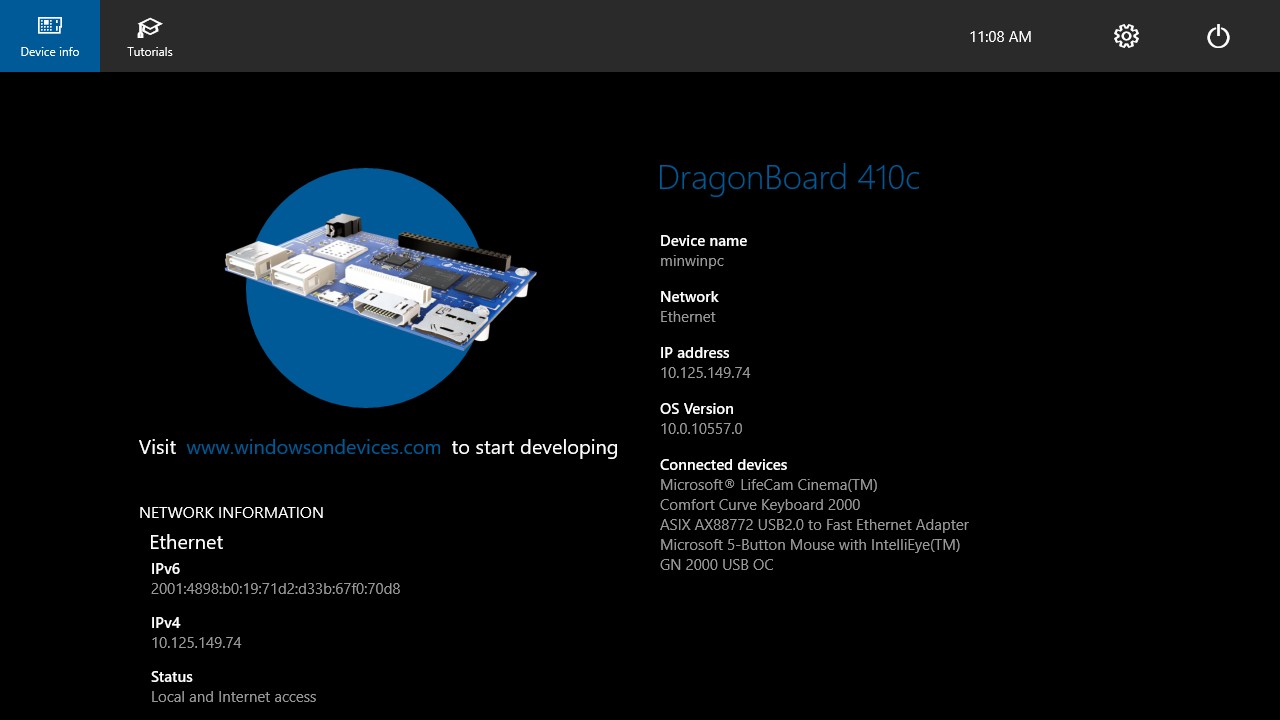 Device info
Tutorials
11:08 AM
DragonBoard 410c
Device name
minwinpc
Network
Ethernet
IP address
10.125.149.74
OS Version
10.0.10557.0
Connected devices
Microsoft® LifeCam Cinema(TM)
Comfort Curve Keyboard 2000
ASIX AX88772 USB2.0 to Fast Ethernet Adapter
Microsoft 5-Button Mouse with IntelliEye(TM)
GN 2000 USB OC
Visit www.windowsondevices.com to start developing
NETWORK INFORMATION
Ethernet
IPv6
2001:4898:b0:19:71d2:d33b:67f0:70d8
IPv4
10.125.149.74
Status
Local and Internet access